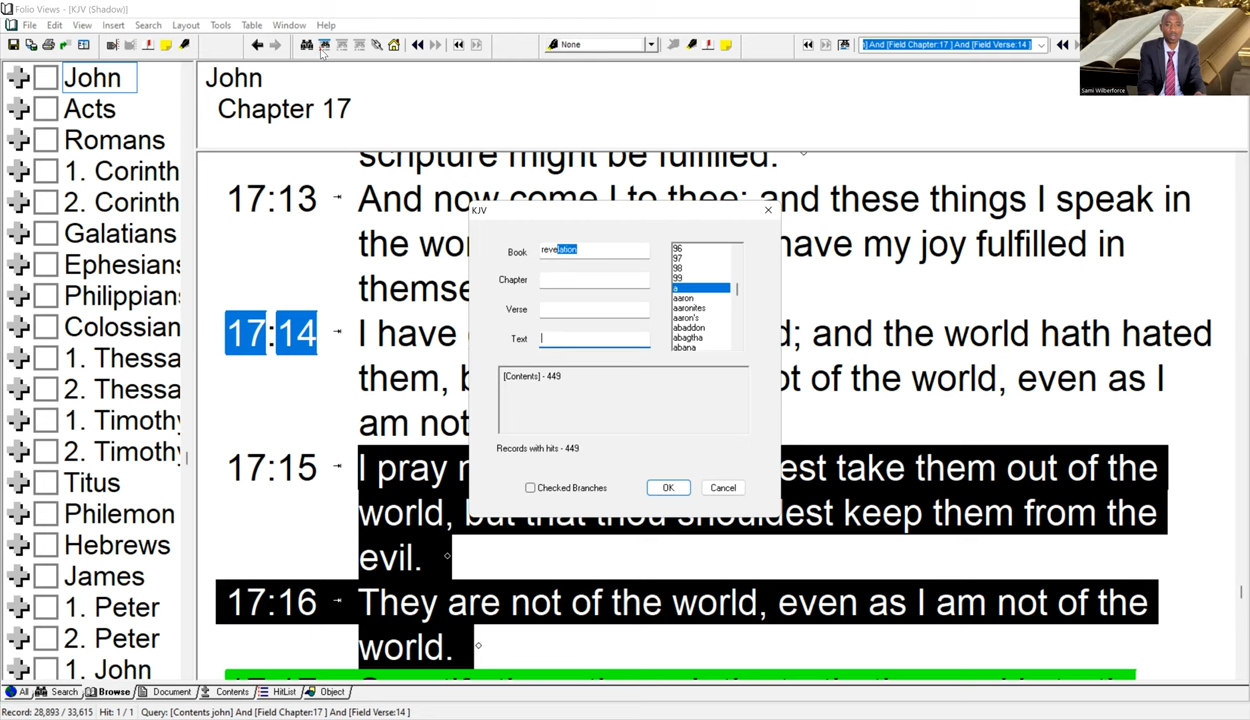 Folio Views - KJV (Shadow)
File Edit View Insert Search Layout Tools Table Window Help
None
] And [Field Chapter:17 ] And [Field Verse:14 ]
Sami Wilberforce
John
Acts
Romans
1. Corinth
2. Corinth
Galatians
Ephesians
Philippians
Colossian
1. Thessa
2. Thessa
1. Timothy
2. Timothy
Titus
Philemon
Hebrews
James
1. Peter
2. Peter
1. John
John
Chapter 17
scripture might be fulfilled.
17:13 And now come I to thee; and these things I speak in
the wor have my joy fulfilled in
themse
17:14 I have d; and the world hath hated
them, b ot of the world, even as I
am not
17:15 I pray n est take them out of the
world, but that thou shouldest keep them from the
evil.
17:16 They are not of the world, even as I am not of the
world.
KJV
Book revelation
Chapter
Verse
Text
96
97
98
99
a
aaron
aaronites
aaron's
abaddon
abagtha
abana
[Contents] - 449
Records with hits - 449
Checked Branches OK Cancel
All Search Browse Document Contents HitList Object
Record: 28,893 / 33,615 Hit: 1 / 1 Query: [Contents john] And [Field Chapter:17 ] And [Field Verse:14 ]